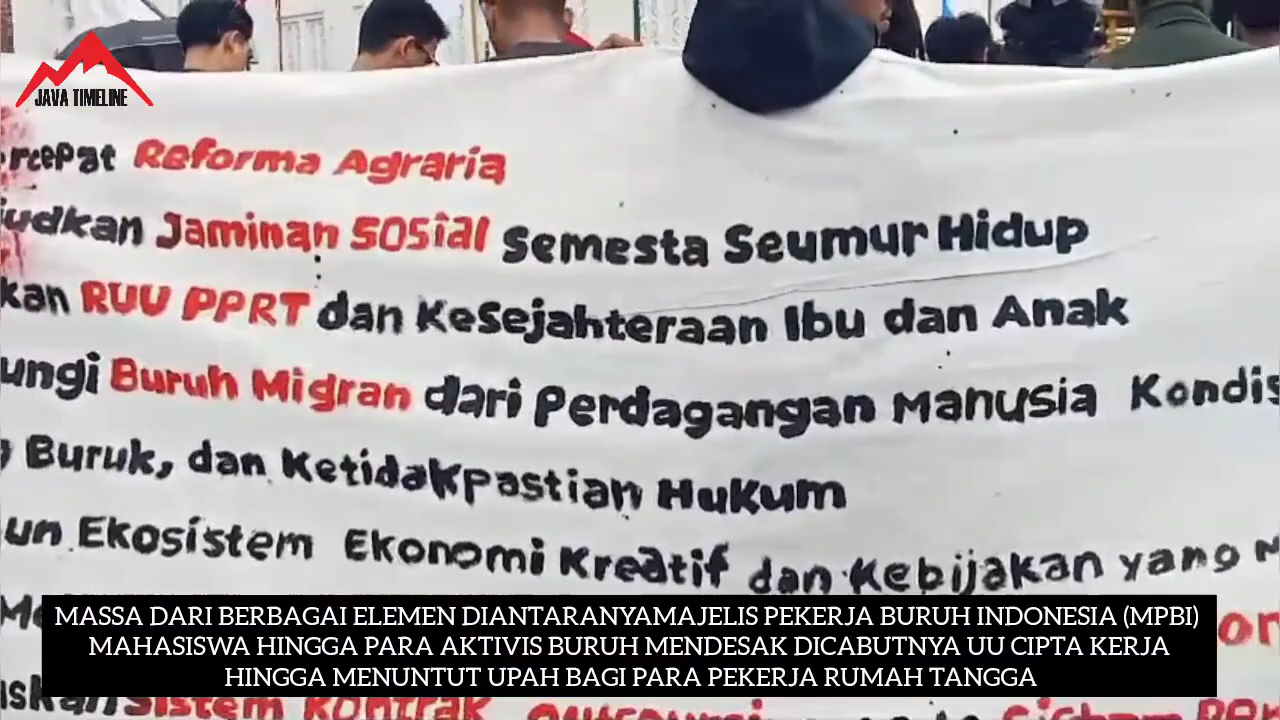 JAVA TIMELINE
rcepat Reforma Agraria
udkan Jaminan Sosial Semesta Seumur Hidup
kan RUU PPRT dan Kesejahteraan Ibu dan Anak
ungi Buruh Migran dari Perdagangan Manusia Kondis
Buruk, dan Ketidakpastian Hukum
un Ekosistem Ekonomi Kreatif dan Kebijakan yang M
MASSA DARI BERBAGAI ELEMEN DIANTARANYAMAJELIS PEKERJA BURUH INDONESIA (MPBI)
MAHASISWA HINGGA PARA AKTIVIS BURUH MENDESAK DICABUTNYA UU CIPTA KERJA
HINGGA MENUNTUT UPAH BAGI PARA PEKERJA RUMAH TANGGA
skan Sistem Kontrak